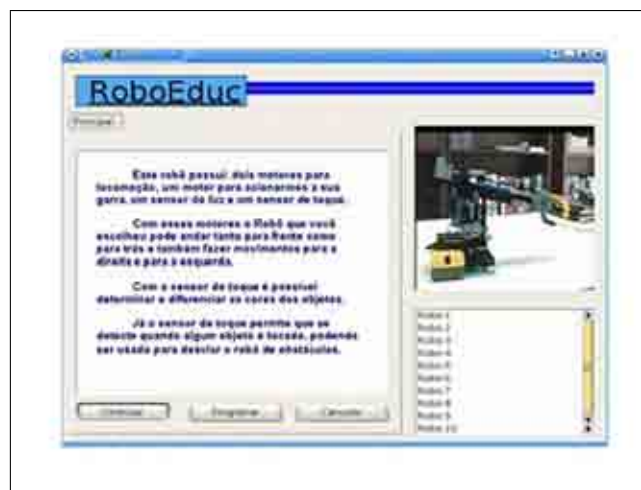 RoboEduc
Principal
Esse robô possui: dois motores para
locomoção, um motor para acionarmos a sua
garra, um sensor de luz e um sensor de toque.
Com esses motores o Robô que você
escolheu pode andar tanto para frente como
para trás e também fazer movimentos para a
direita e para a esquerda.
Com o sensor de toque é possível
determinar e diferenciar as cores dos objetos.
Já o sensor de toque permite que se
detecte quando algum objeto é tocado, podendo
ser usado para desviar o robô de obstáculos.
Continuar Programar Cancelar
Robo-1
Robo-2
Robo-3
Robo-4
Robo-5
Robo-6
Robo-7
Robo-8
Robo-9
Robo-10